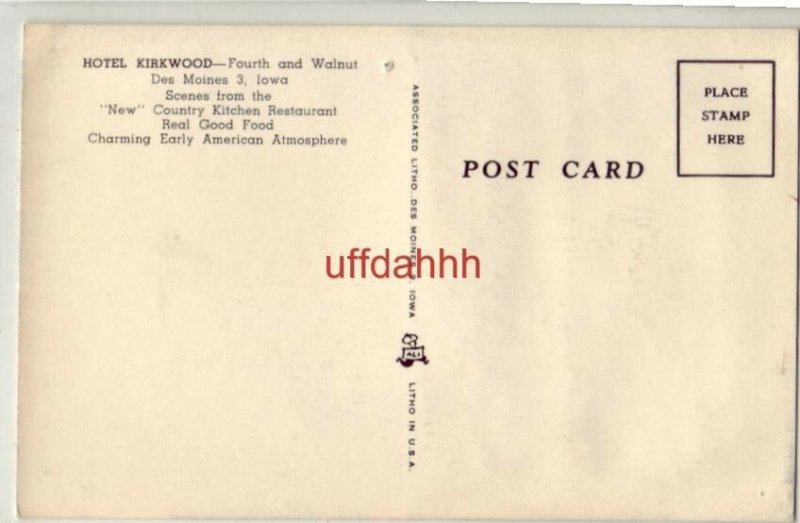 HOTEL KIRKWOOD—Fourth and Walnut
Des Moines 3, Iowa
Scenes from the
"New" Country Kitchen Restaurant
Real Good Food
Charming Early American Atmosphere
ASSOCIATED LITHO., DES MOINES IOWA
ALI
LITHO IN U.S.A.
POST CARD
PLACE
STAMP
HERE
uffdahhh